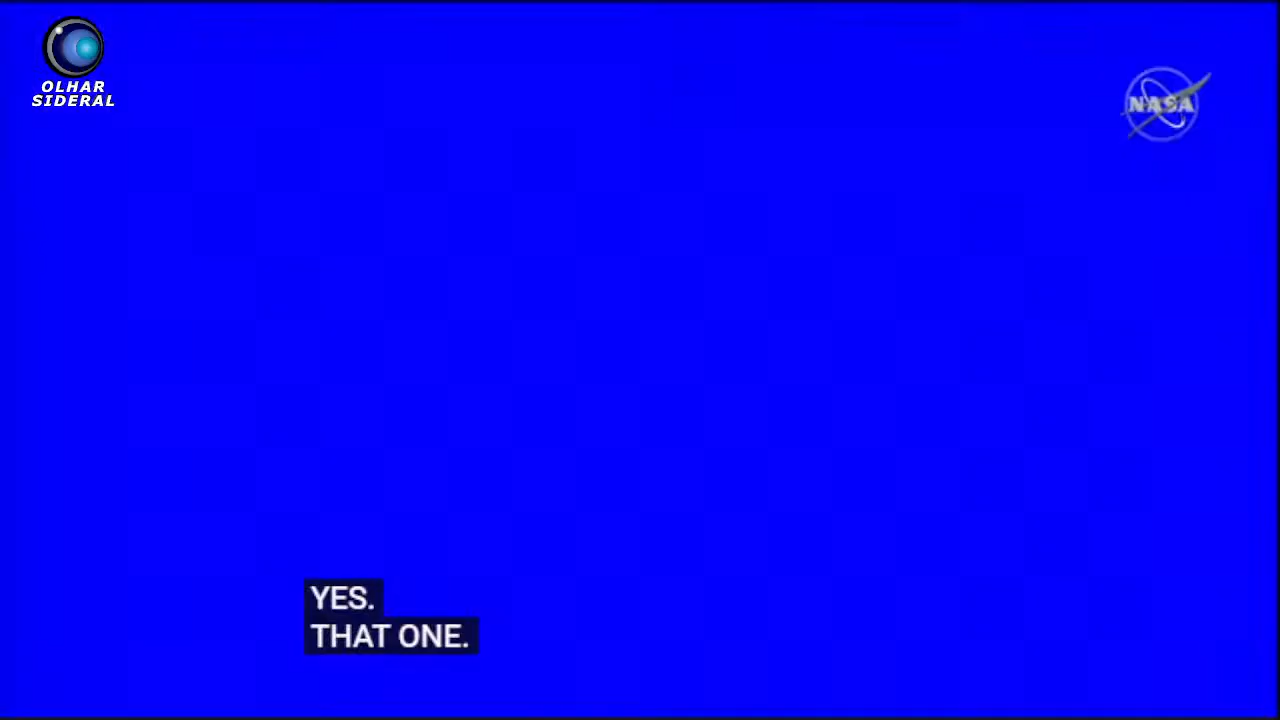 OLHAR
SIDERAL
NASA
YES.
THAT ONE.